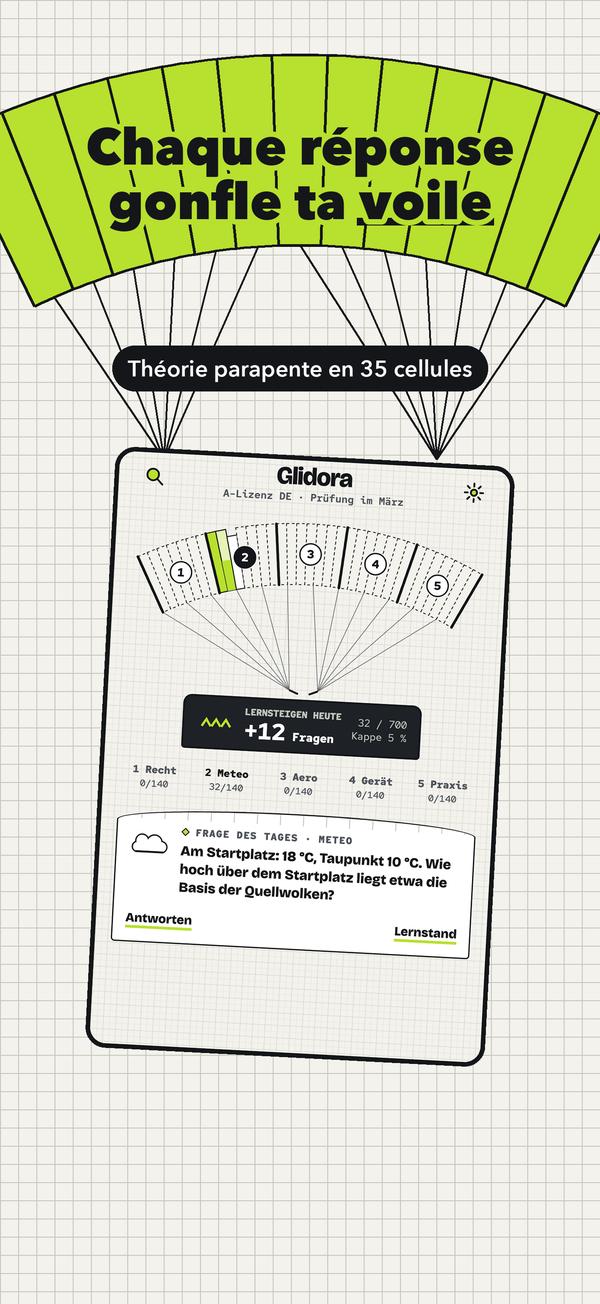 Chaque réponse
gonfle ta voile
Théorie parapente en 35 cellules
Glidora
A-Lizenz DE · Prüfung im März
1
2
3
4
5
LERNSTEIGEN HEUTE
+12 Fragen
32 / 700
Kappe 5 %
1 Recht
0/140
2 Meteo
32/140
3 Aero
0/140
4 Gerät
0/140
5 Praxis
0/140
FRAGE DES TAGES · METEO
Am Startplatz: 18 °C, Taupunkt 10 °C. Wie
hoch über dem Startplatz liegt etwa die
Basis der Quellwolken?
Antworten
Lernstand